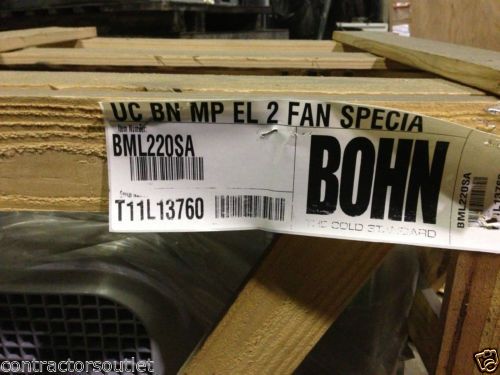 UC BN MP EL 2 FAN SPECIA
Item Number:
BML220SA
T11L13760
BOHN
THE COLD STANDARD
BML220SA
contractorsoutlet